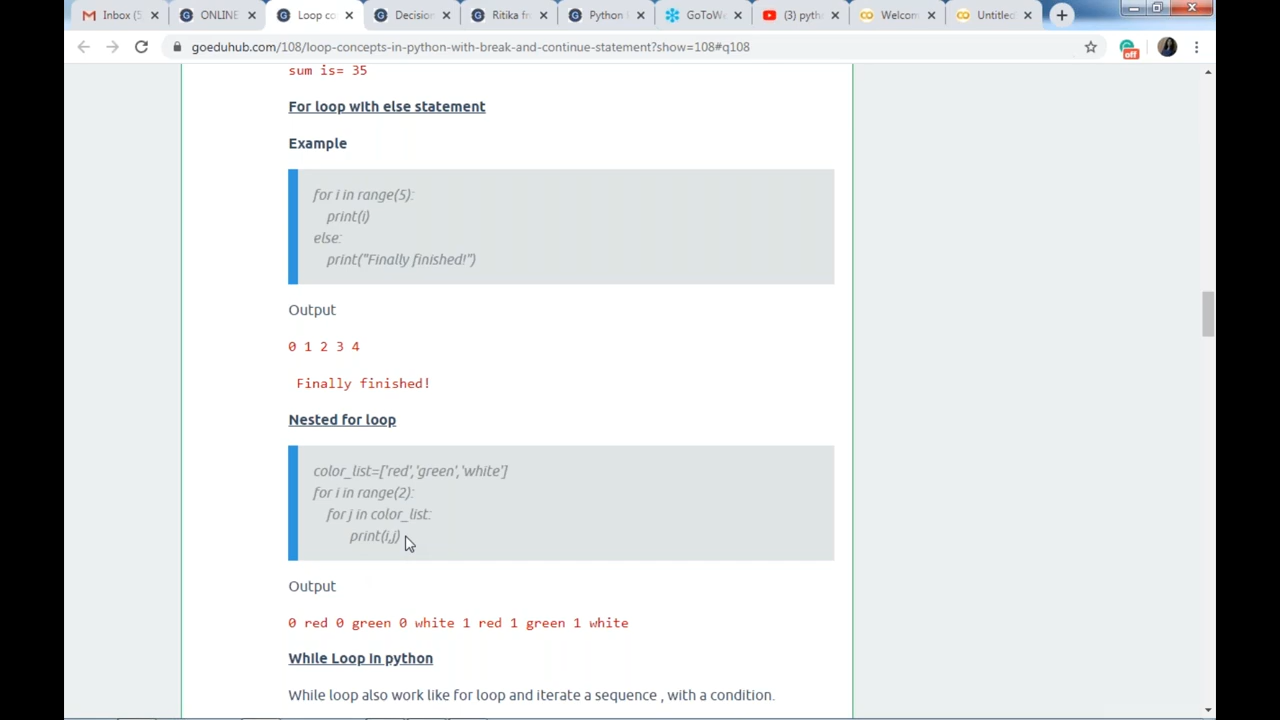 Inbox (5
ONLINE
Loop co
Decision
Ritika fr
Python l
GoToWe
(3) pyth
Welcom
Untitled
goeduhub.com/108/loop-concepts-in-python-with-break-and-continue-statement?show=108#q108
off
sum is= 35
For loop with else statement
Example
for i in range(5):
print(i)
else:
print("Finally finished!")
Output
0 1 2 3 4
Finally finished!
Nested for loop
color_list=['red','green','white']
for i in range(2):
for j in color_list:
print(i,j)
Output
0 red 0 green 0 white 1 red 1 green 1 white
While Loop in python
While loop also work like for loop and iterate a sequence , with a condition.